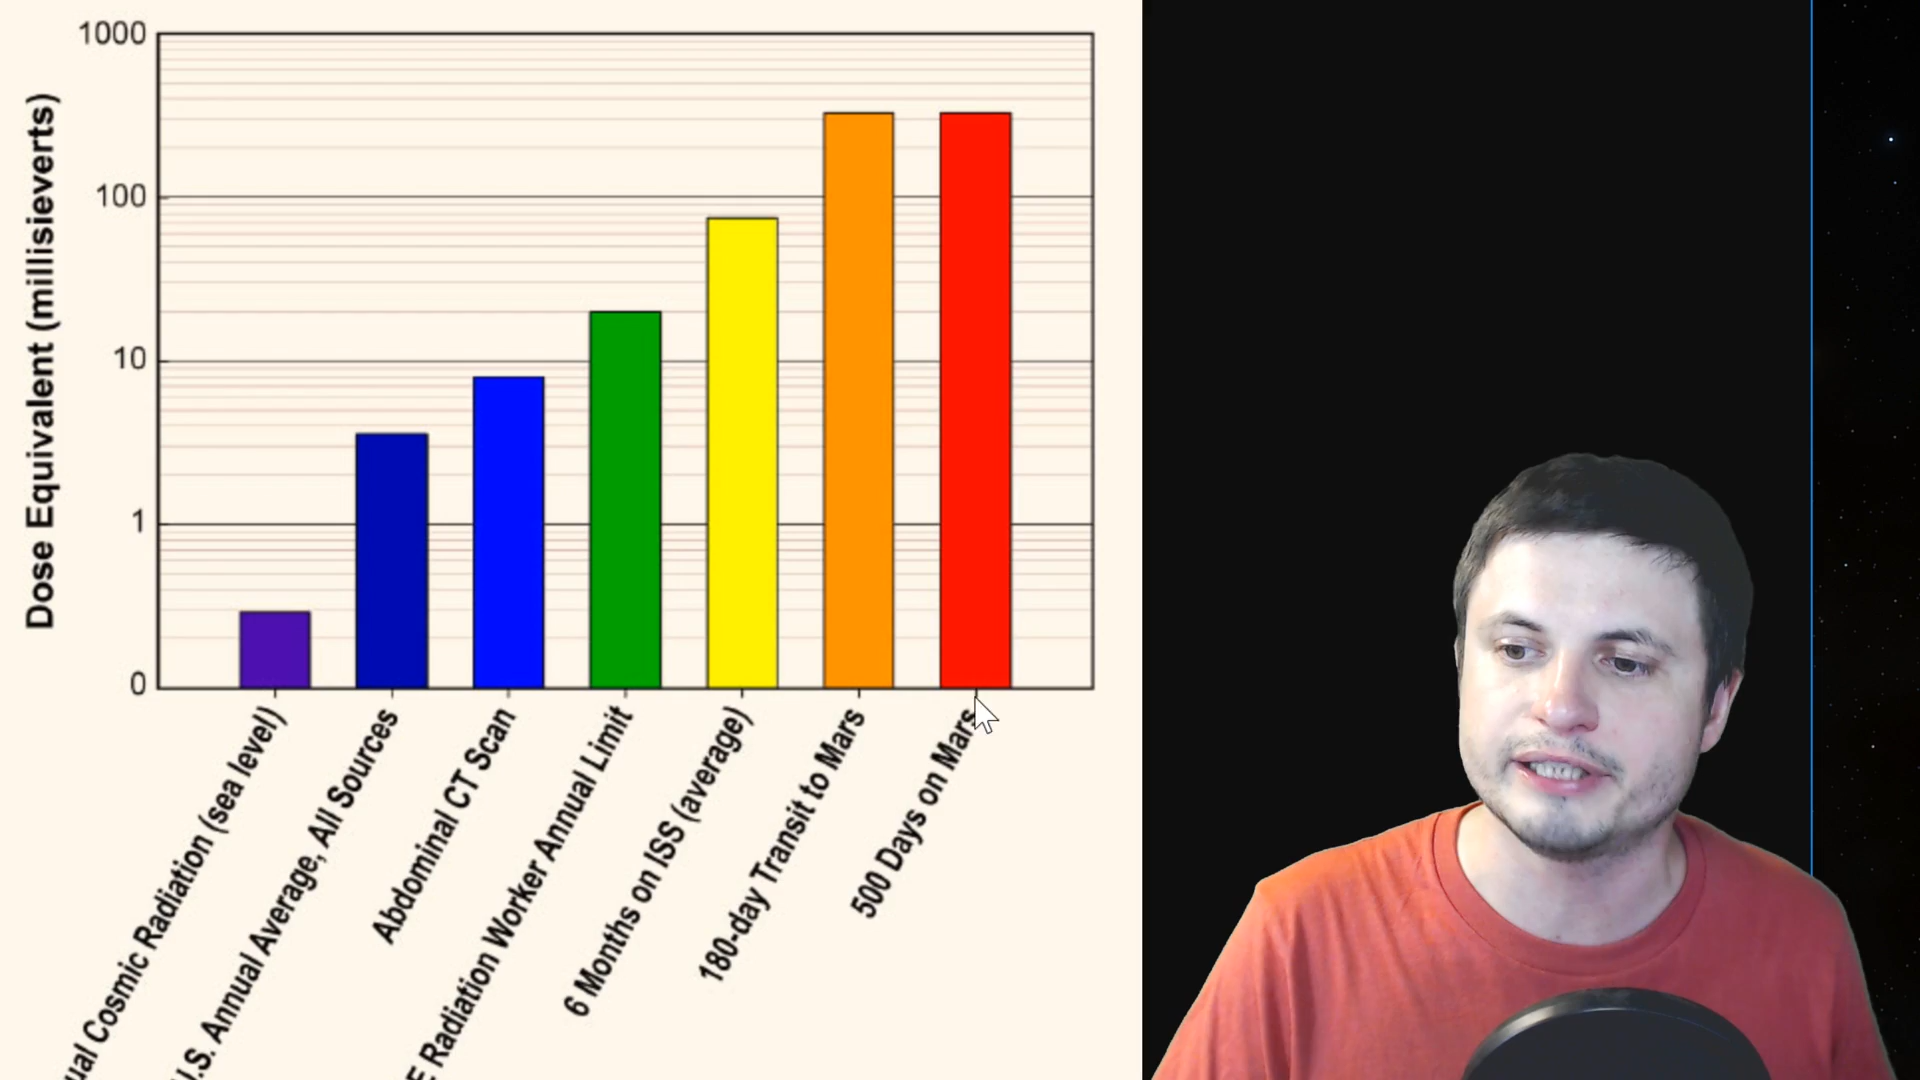 1000
100
10
1
0
Dose Equivalent (millisieverts)
ual Cosmic Radiation (sea level)
U.S. Annual Average, All Sources
Abdominal CT Scan
E Radiation Worker Annual Limit
6 Months on ISS (average)
180-day Transit to Mars
500 Days on Mars